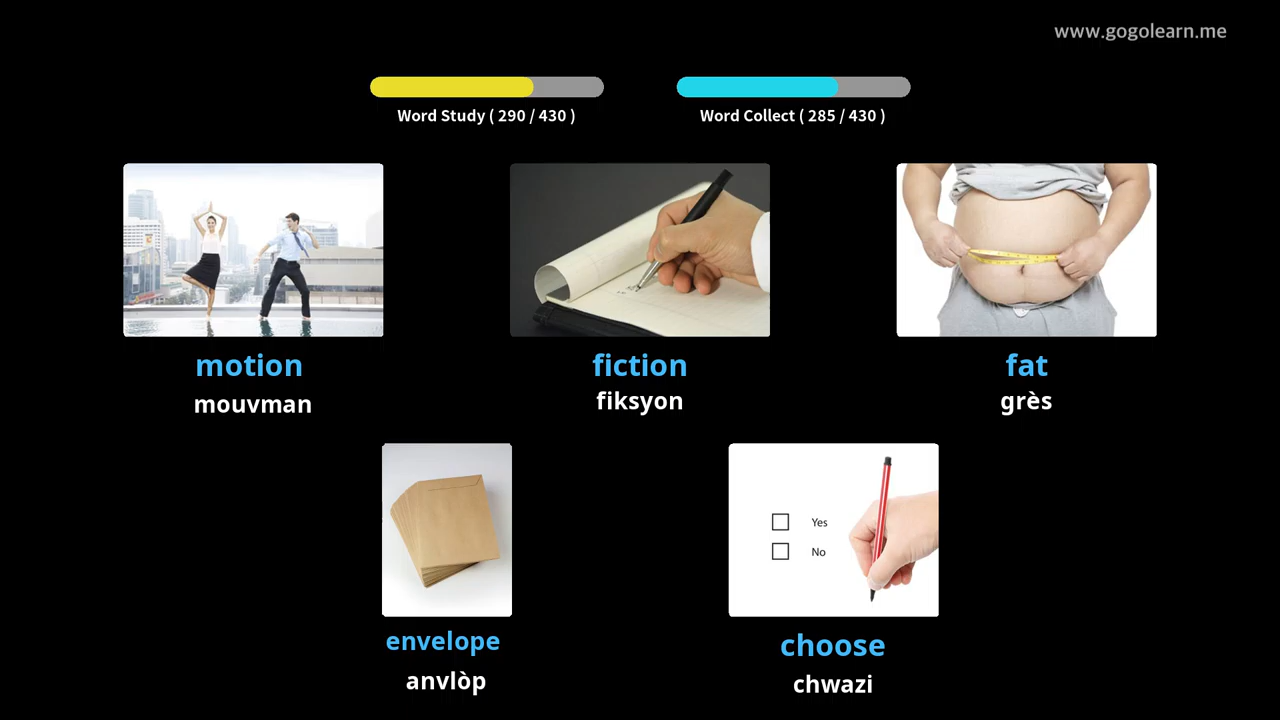 www.gogolearn.me
Word Study ( 290 / 430 )
Word Collect ( 285 / 430 )
motion
mouvman
fiction
fiksyon
fat
grès
Yes
No
envelope
anvlòp
choose
chwazi